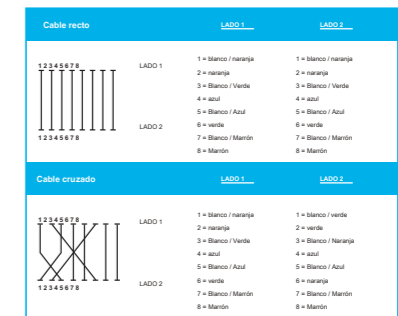 Cable recto LADO 1 LADO 2
1 2 3 4 5 6 7 8 LADO 1
LADO 2
1 2 3 4 5 6 7 8
1 = blanco / naranja
2 = naranja
3 = Blanco / Verde
4 = azul
5 = Blanco / Azul
6 = verde
7 = Blanco / Marrón
8 = Marrón
1 = blanco / naranja
2 = naranja
3 = Blanco / Verde
4 = azul
5 = Blanco / Azul
6 = verde
7 = Blanco / Marrón
8 = Marrón
Cable cruzado LADO 1 LADO 2
1 2 3 4 5 6 7 8 LADO 1
LADO 2
1 2 3 4 5 6 7 8
1 = blanco / naranja
2 = naranja
3 = Blanco / Verde
4 = azul
5 = Blanco / Azul
6 = verde
7 = Blanco / Marrón
8 = Marrón
1 = blanco / verde
2 = verde
3 = Blanco / Naranja
4 = azul
5 = Blanco / Azul
6 = naranja
7 = Blanco / Marrón
8 = Marrón